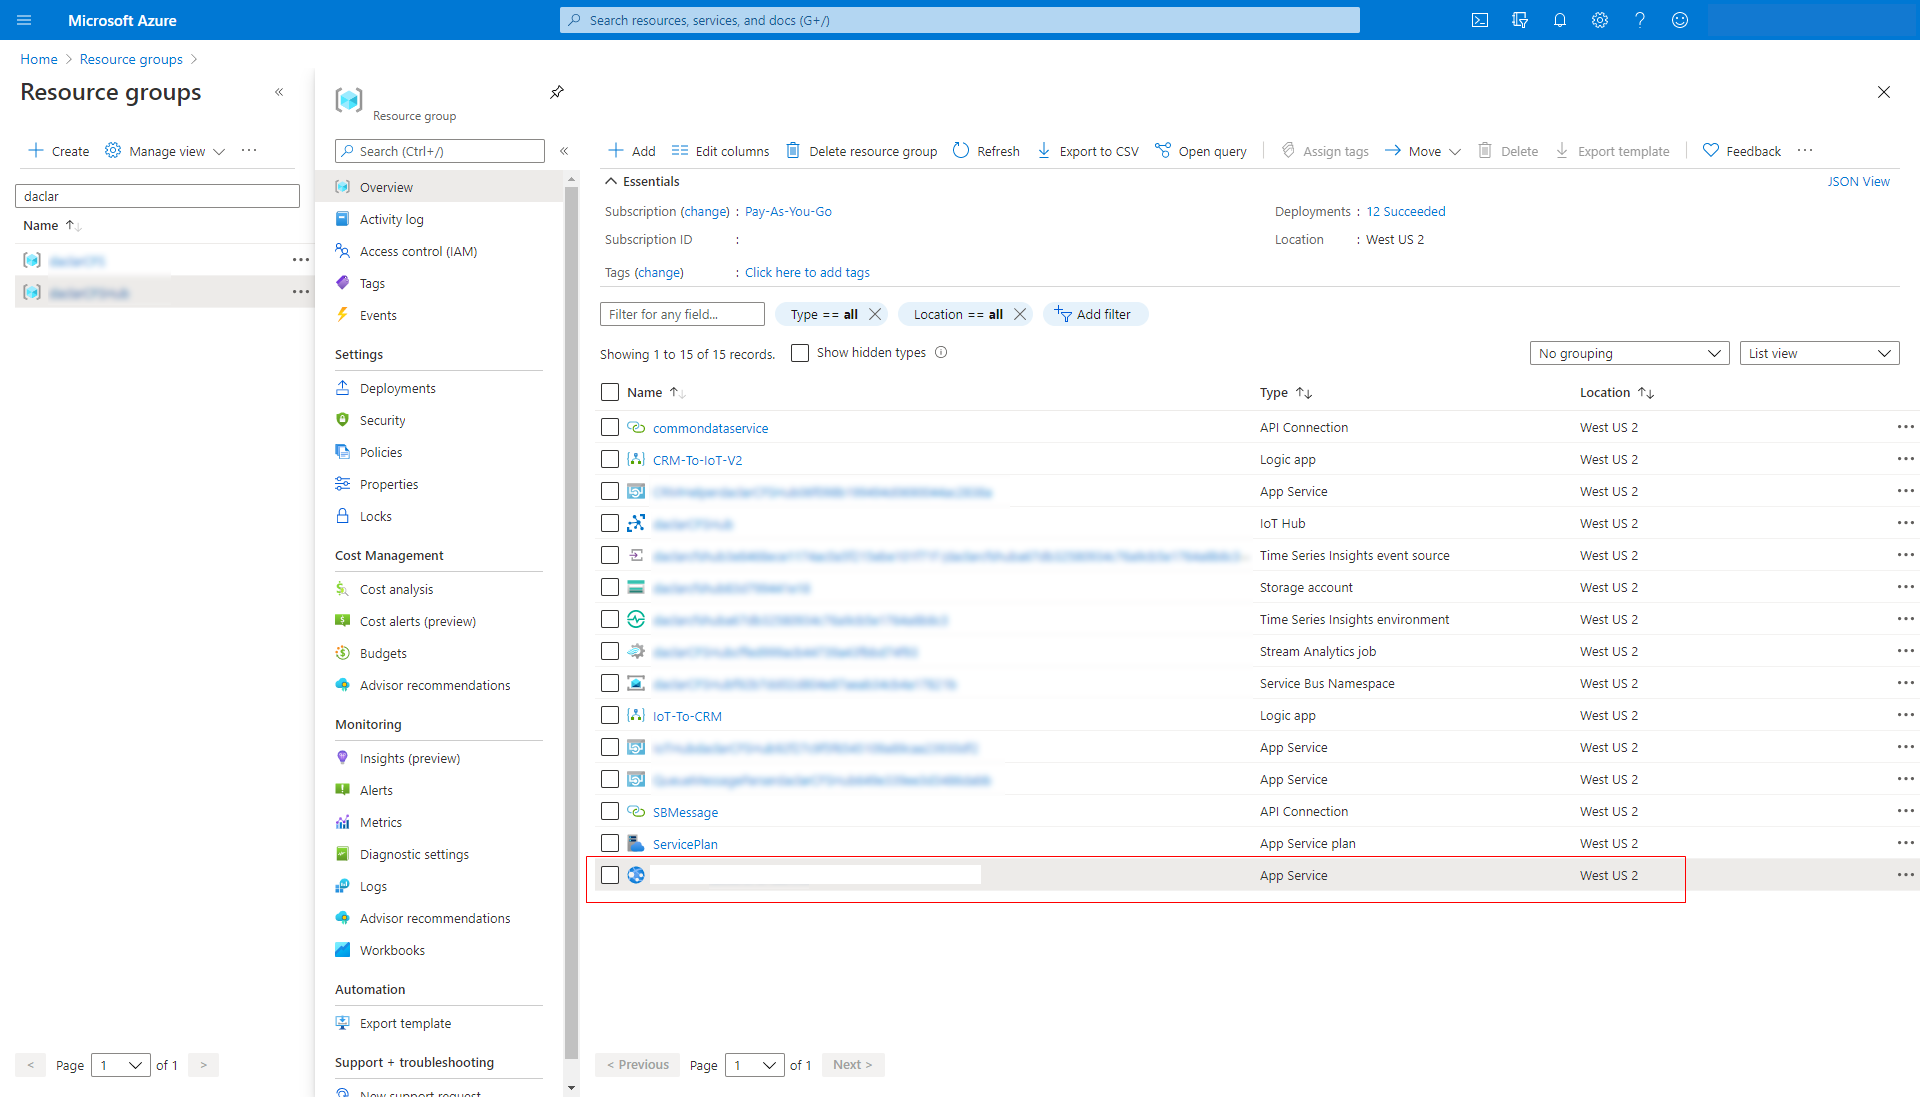 Microsoft Azure
Search resources, services, and docs (G+/)
Home > Resource groups >
Resource groups
«
Create
Manage view
...
daclar
Name
< Page 1 of 1 >
Resource group
Search (Ctrl+/)
«
Overview
Activity log
Access control (IAM)
Tags
Events
Settings
Deployments
Security
Policies
Properties
Locks
Cost Management
Cost analysis
Cost alerts (preview)
Budgets
Advisor recommendations
Monitoring
Insights (preview)
Alerts
Metrics
Diagnostic settings
Logs
Advisor recommendations
Workbooks
Automation
Export template
Support + troubleshooting
New support request
Add Edit columns Delete resource group Refresh Export to CSV Open query Assign tags Move Delete Export template Feedback ...
Essentials
JSON View
Subscription (change) : Pay-As-You-Go
Deployments : 12 Succeeded
Subscription ID :
Location : West US 2
Tags (change) : Click here to add tags
Filter for any field...
Type == all
Location == all
Add filter
Showing 1 to 15 of 15 records.
Show hidden types
No grouping
List view
Name Type Location
commondataservice API Connection West US 2
CRM-To-IoT-V2 Logic app West US 2
App Service West US 2
IoT Hub West US 2
Time Series Insights event source West US 2
Storage account West US 2
Time Series Insights environment West US 2
Stream Analytics job West US 2
Service Bus Namespace West US 2
IoT-To-CRM Logic app West US 2
App Service West US 2
App Service West US 2
SBMessage API Connection West US 2
ServicePlan App Service plan West US 2
App Service West US 2
< Previous Page 1 of 1 Next >